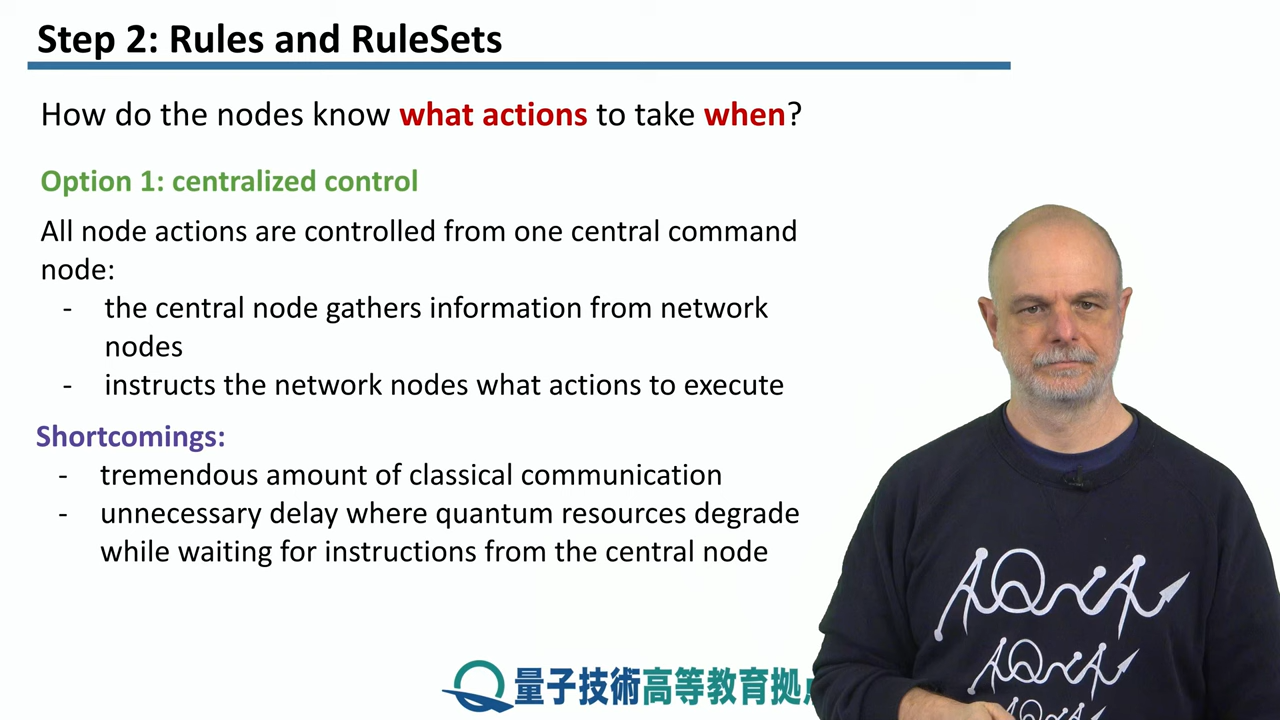 Step 2: Rules and RuleSets
How do the nodes know what actions to take when?
Option 1: centralized control
All node actions are controlled from one central command
node:
- the central node gathers information from network
nodes
- instructs the network nodes what actions to execute
Shortcomings:
- tremendous amount of classical communication
- unnecessary delay where quantum resources degrade
while waiting for instructions from the central node
AQUA
AQUA
量子技術高等教育拠点